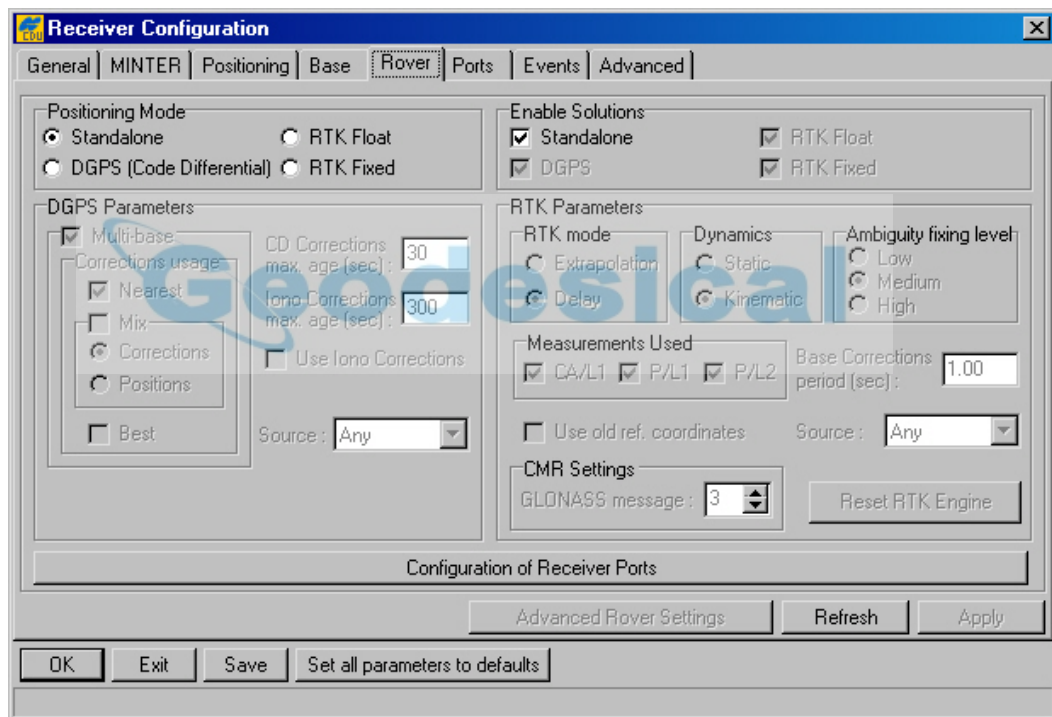 CDU Receiver Configuration
General MINTER Positioning Base Rover Ports Events Advanced
Positioning Mode
Standalone RTK Float
DGPS (Code Differential) RTK Fixed
Enable Solutions
Standalone RTK Float
DGPS RTK Fixed
DGPS Parameters
Multi-base
Corrections usage
Nearest
Mix
Corrections
Positions
Best
CD Corrections
max. age (sec) : 30
Iono Corrections
max. age (sec) : 300
Use Iono Corrections
Source : Any
RTK Parameters
RTK mode
Extrapolation
Delay
Dynamics
Static
Kinematic
Ambiguity fixing level
Low
Medium
High
Measurements Used
CA/L1 P/L1 P/L2
Base Corrections
period (sec) : 1.00
Use old ref. coordinates
Source : Any
CMR Settings
GLONASS message : 3
Reset RTK Engine
Geodesical
Configuration of Receiver Ports
Advanced Rover Settings Refresh Apply
OK Exit Save Set all parameters to defaults